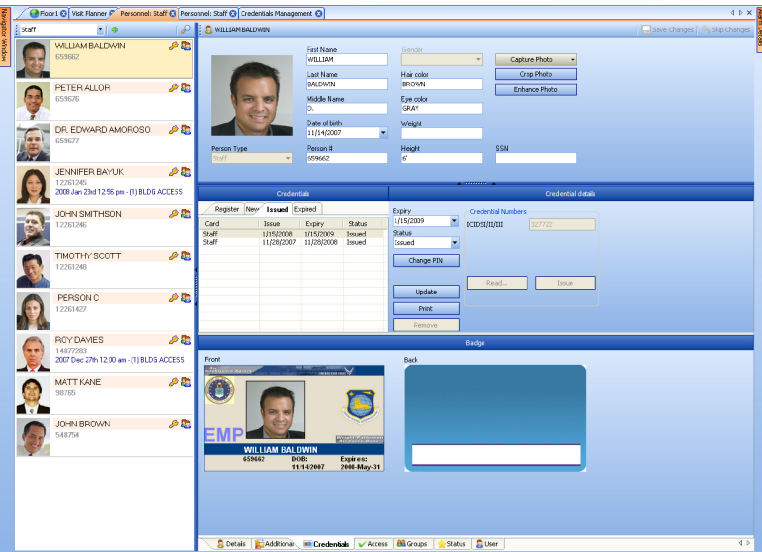 Floor1
Visit Planner
Personnel: Staff
Personnel: Staff
Credentials Management
Navigator Window
Staff
WILLIAM BALDWIN
Save Changes
Skip Changes
WILLIAM BALDWIN
659662
PETER ALLOR
659676
DR. EDWARD AMOROSO
659677
JENNIFER BAYUK
12261245
2008 Jan 23rd 12:56 pm - (1) BLDG ACCESS
JOHN SMITHSON
12261246
TIMOTHY SCOTT
12261248
PERSON C
12261427
ROY DAVIES
14877283
2007 Dec 27th 12:00 am - (1) BLDG ACCESS
MATT KANE
98765
JOHN BROWN
548754
First Name
WILLIAM
Gender
Capture Photo
Last Name
BALDWIN
Hair color
BROWN
Crop Photo
Enhance Photo
Middle Name
D.
Eye color
GRAY
Date of birth
11/14/2007
Weight
Person Type
Staff
Person #
659662
Height
6'
SSN
Credentials
Credential details
Register
New
Issued
Expired
Card Issue Expiry Status
Staff 1/15/2008 1/15/2009 Issued
Staff 11/28/2007 11/28/2008 Issued
Expiry
1/15/2009
Status
Issued
Change PIN
Update
Print
Remove
Credential Numbers
ICIDSI/II/III
327722
Read...
Issue
Badge
Front
Back
EMP
WILLIAM BALDWIN
659662 DOB: Expires:
11/14/2007 2008-May-31
Details
Additional
Credentials
Access
Groups
Status
User